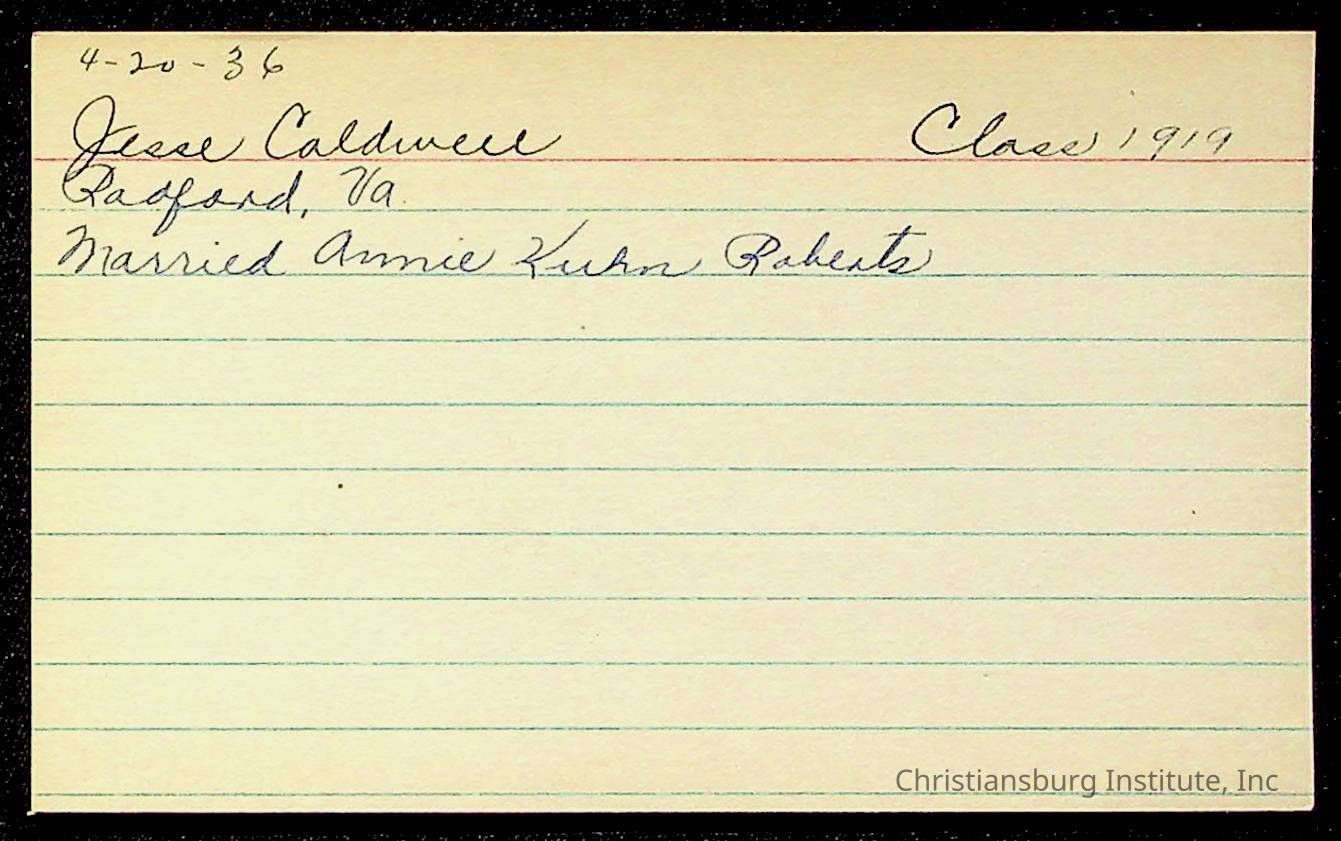 4-20-36
Jesse Caldwell Class 1919
Radford, Va.
Married Annie Kuhn Roberts
Christiansburg Institute, Inc